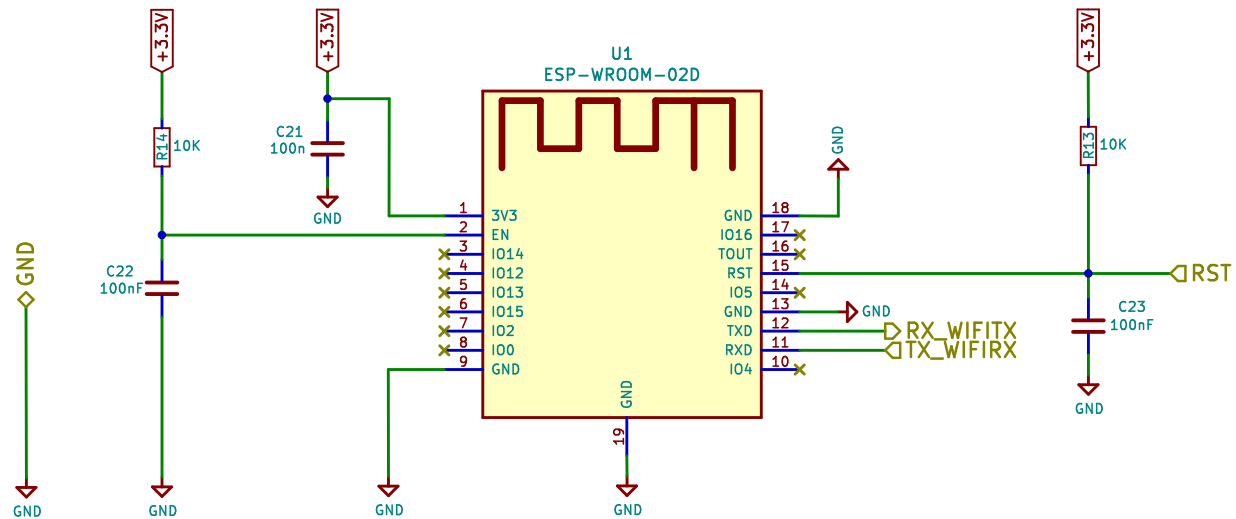 +3.3V
+3.3V
+3.3V
U1
ESP-WROOM-02D
R14
10K
C21
100n
GND
GND
R13
10K
1
3V3
2
EN
3
IO14
4
IO12
5
IO13
6
IO15
7
IO2
8
IO0
9
GND
GND
18
IO16
17
TOUT
16
RST
15
IO5
14
GND
13
TXD
12
RXD
11
IO4
10
GND
19
GND
RST
GND
RX_WIFITX
TX_WIFIRX
C22
100nF
C23
100nF
GND
GND
GND
GND
GND